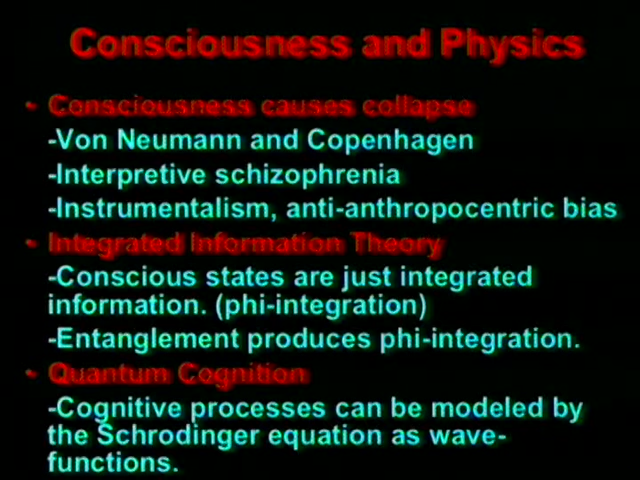 Consciousness and Physics
• Consciousness causes collapse
-Von Neumann and Copenhagen
-Interpretive schizophrenia
-Instrumentalism, anti-anthropocentric bias
• Integrated Information Theory
-Conscious states are just integrated
information. (phi-integration)
-Entanglement produces phi-integration.
• Quantum Cognition
-Cognitive processes can be modeled by
the Schrodinger equation as wave-
functions.